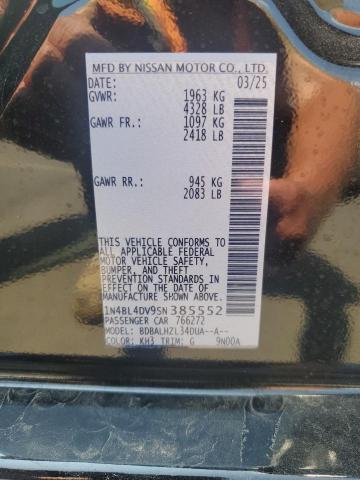 MFD BY NISSAN MOTOR CO., LTD.
DATE: 03/25
GVWR: 1963 KG
4328 LB
GAWR FR.: 1097 KG
2418 LB
GAWR RR.: 945 KG
2083 LB
THIS VEHICLE CONFORMS TO
ALL APPLICABLE FEDERAL
MOTOR VEHICLE SAFETY,
BUMPER, AND THEFT
PREVENTION STANDARDS IN
EFFECT ON THE DATE OF
MANUFACTURE SHOWN ABOVE
1N4BL4DV9SN385552
PASSENGER CAR 766272
MODEL: BDBALHZL34DUA--A--
COLOR: KH3 TRIM: G 9N00A